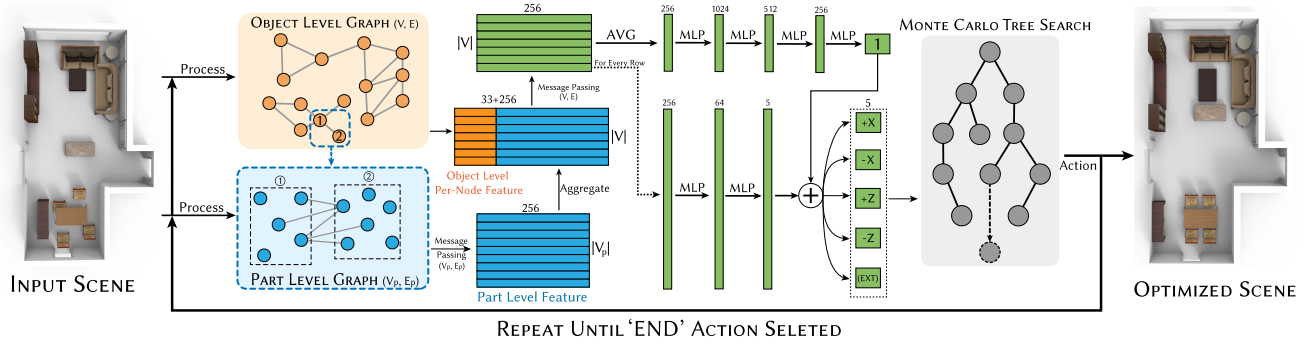 OBJECT LEVEL GRAPH (V, E)
Process
①
②
Process
①
②
PART LEVEL GRAPH (Vp, Ep)
INPUT SCENE
256
|V|
Message Passing
(V, E)
33+256
|V|
Object Level
Per-Node Feature
Aggregate
256
|Vp|
Message
Passing
(Vp, Ep)
Part Level Feature
AVG
For Every Row
256
MLP
1024
MLP
512
MLP
256
MLP
1
256
MLP
64
MLP
5
+
5
+X
-X
+Z
-Z
(EXT)
MONTE CARLO TREE SEARCH
Action
OPTIMIZED SCENE
REPEAT UNTIL ‘END’ ACTION SELETED